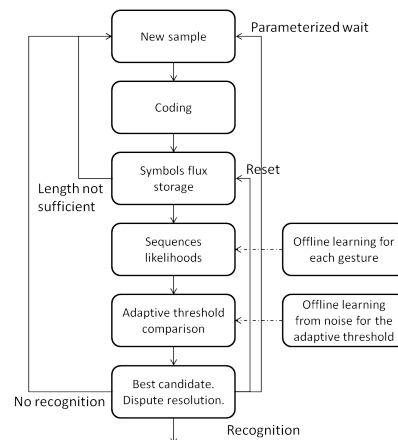 New sample
Parameterized wait
Coding
Symbols flux
storage
Reset
Length not
sufficient
Sequences
likelihoods
Offline learning for
each gesture
Adaptive threshold
comparison
Offline learning
from noise for the
adaptive threshold
Best candidate.
Dispute resolution.
No recognition
Recognition